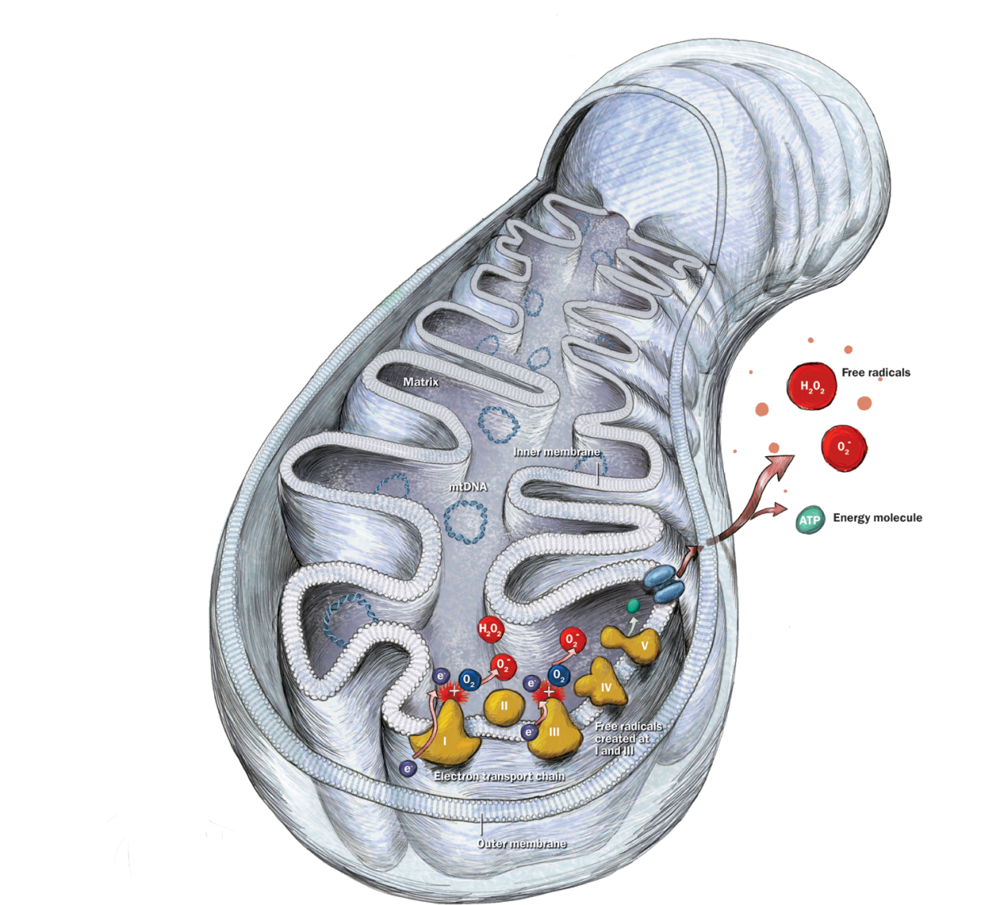 H₂O₂
Free radicals
O₂⁻
ATP
Energy molecule
Matrix
Inner membrane
mtDNA
H₂O₂
O₂⁻
O₂⁻
e⁻
O₂
e⁻
O₂
+
+
V
IV
II
I
e⁻
III
Free radicals
created at
I and III
e⁻
Electron transport chain
Outer membrane